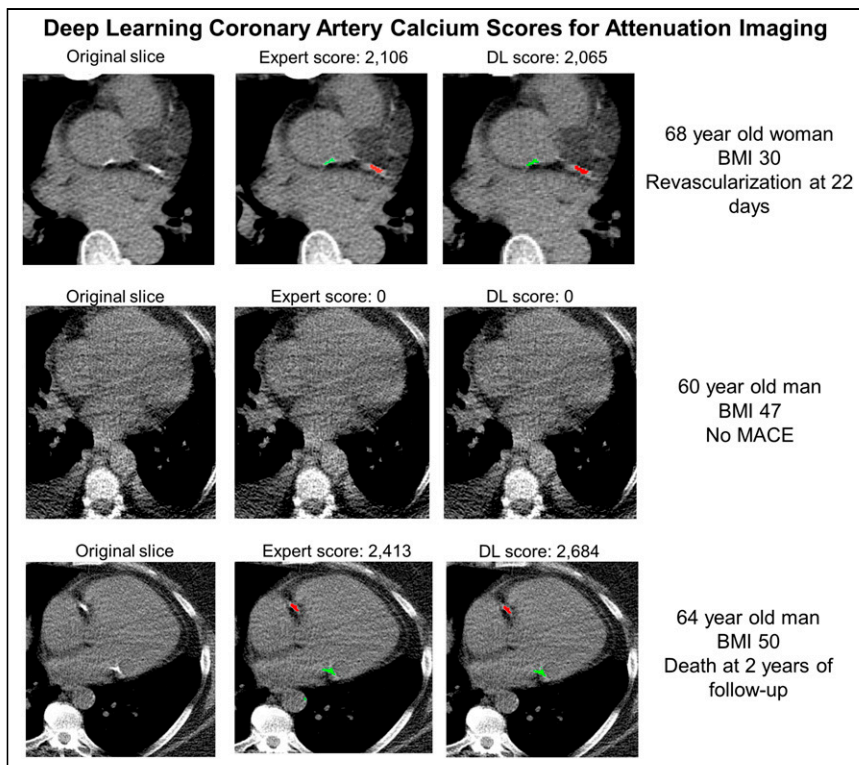 Deep Learning Coronary Artery Calcium Scores for Attenuation Imaging
Original slice
Expert score: 2,106
DL score: 2,065
68 year old woman
BMI 30
Revascularization at 22
days
Original slice
Expert score: 0
DL score: 0
60 year old man
BMI 47
No MACE
Original slice
Expert score: 2,413
DL score: 2,684
64 year old man
BMI 50
Death at 2 years of
follow-up